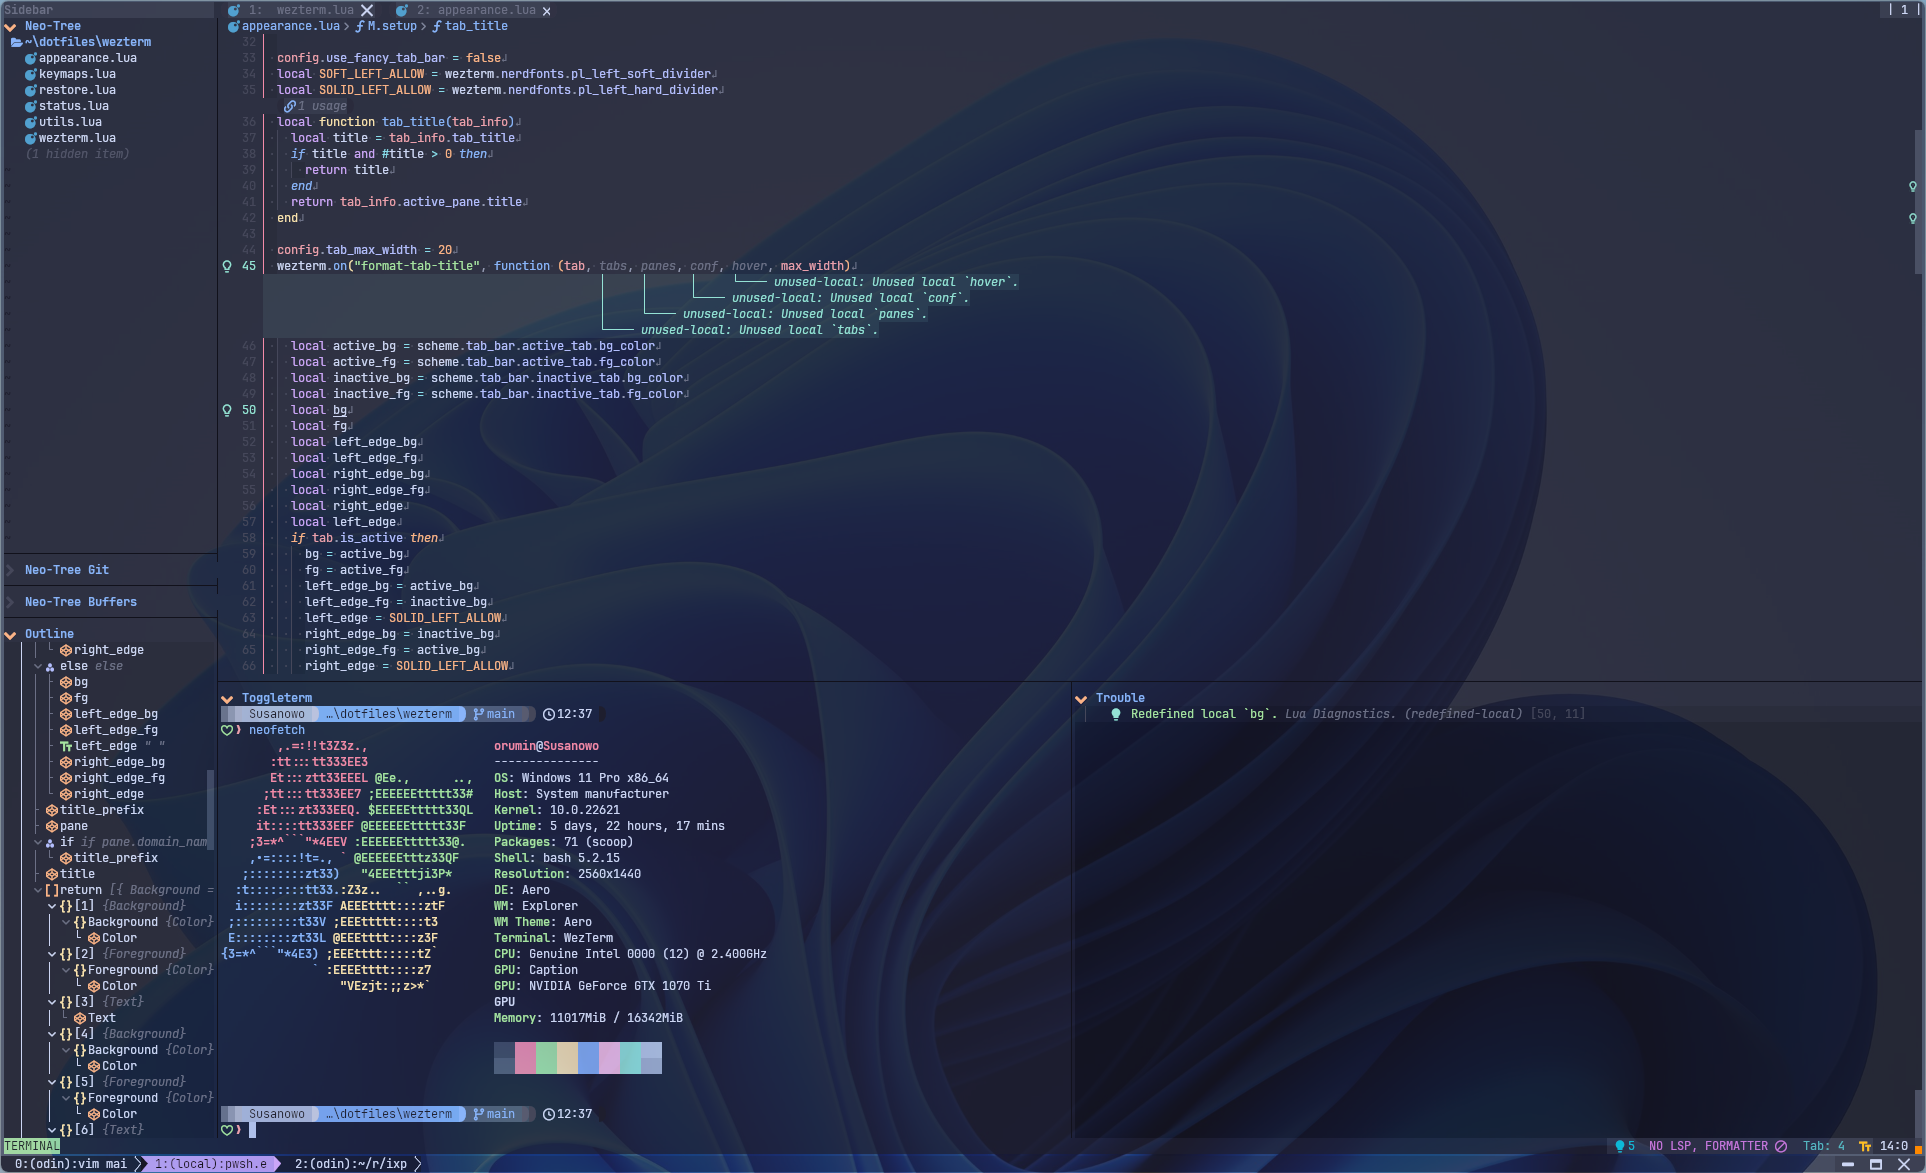 Sidebar
Neo-Tree
~\dotfiles\wezterm
appearance.lua
keymaps.lua
restore.lua
status.lua
utils.lua
wezterm.lua
(1 hidden item)
Neo-Tree Git
Neo-Tree Buffers
Outline
right_edge
else else
bg
fg
left_edge_bg
left_edge_fg
left_edge " "
right_edge_bg
right_edge_fg
right_edge
title_prefix
pane
if if pane.domain_nam
title_prefix
title
[]return [{ Background =
{}[1] {Background}
{}Background {Color}
Color
{}[2] {Foreground}
{}Foreground {Color}
Color
{}[3] {Text}
Text
{}[4] {Background}
{}Background {Color}
Color
{}[5] {Foreground}
{}Foreground {Color}
Color
{}[6] {Text}
1: wezterm.lua 2: appearance.lua | 1 |
appearance.lua > M.setup > tab_title
32
33 config.use_fancy_tab_bar = false
34 local SOFT_LEFT_ALLOW = wezterm.nerdfonts.pl_left_soft_divider
35 local SOLID_LEFT_ALLOW = wezterm.nerdfonts.pl_left_hard_divider
1 usage
36 local function tab_title(tab_info)
37 local title = tab_info.tab_title
38 if title and #title > 0 then
39 return title
40 end
41 return tab_info.active_pane.title
42 end
43
44 config.tab_max_width = 20
45 wezterm.on("format-tab-title", function (tab, tabs, panes, conf, hover, max_width)
unused-local: Unused local `hover`.
unused-local: Unused local `conf`.
unused-local: Unused local `panes`.
unused-local: Unused local `tabs`.
46 local active_bg = scheme.tab_bar.active_tab.bg_color
47 local active_fg = scheme.tab_bar.active_tab.fg_color
48 local inactive_bg = scheme.tab_bar.inactive_tab.bg_color
49 local inactive_fg = scheme.tab_bar.inactive_tab.fg_color
50 local bg
51 local fg
52 local left_edge_bg
53 local left_edge_fg
54 local right_edge_bg
55 local right_edge_fg
56 local right_edge
57 local left_edge
58 if tab.is_active then
59 bg = active_bg
60 fg = active_fg
61 left_edge_bg = active_bg
62 left_edge_fg = inactive_bg
63 left_edge = SOLID_LEFT_ALLOW
64 right_edge_bg = inactive_bg
65 right_edge_fg = active_bg
66 right_edge = SOLID_LEFT_ALLOW
Toggleterm
Susanowo …\dotfiles\wezterm main 12:37
neofetch
,.=:!!t3Z3z.,
:tt:::tt333EE3
Et:::ztt33EEEL @Ee., ..,
;tt:::tt333EE7 ;EEEEEEttttt33#
:Et:::zt333EEQ. $EEEEEttttt33QL
it::::tt333EEF @EEEEEEttttt33F
;3=*^```"*4EEV :EEEEEEttttt33@.
,.=::::!t=., ` @EEEEEEtttz33QF
;::::::::zt33) "4EEEtttji3P*
:t::::::::tt33.:Z3z.. `` ,..g.
i::::::::zt33F AEEEtttt::::ztF
;:::::::::t33V ;EEEttttt::::t3
E::::::::zt33L @EEEtttt::::z3F
{3=*^```"*4E3) ;EEEtttt:::::tZ`
` :EEEEtttt::::z7
"VEzjt:;;z>*`
orumin@Susanowo
---------------
OS: Windows 11 Pro x86_64
Host: System manufacturer
Kernel: 10.0.22621
Uptime: 5 days, 22 hours, 17 mins
Packages: 71 (scoop)
Shell: bash 5.2.15
Resolution: 2560x1440
DE: Aero
WM: Explorer
WM Theme: Aero
Terminal: WezTerm
CPU: Genuine Intel 0000 (12) @ 2.400GHz
GPU: Caption
GPU: NVIDIA GeForce GTX 1070 Ti
GPU
Memory: 11017MiB / 16342MiB
Susanowo …\dotfiles\wezterm main 12:37
Trouble
Redefined local `bg`. Lua Diagnostics. (redefined-local) [50, 11]
TERMINAL 5 NO LSP, FORMATTER Tab: 4 14:0
0:(odin):vim mai 1:(local):pwsh.e 2:(odin):~/r/ixp